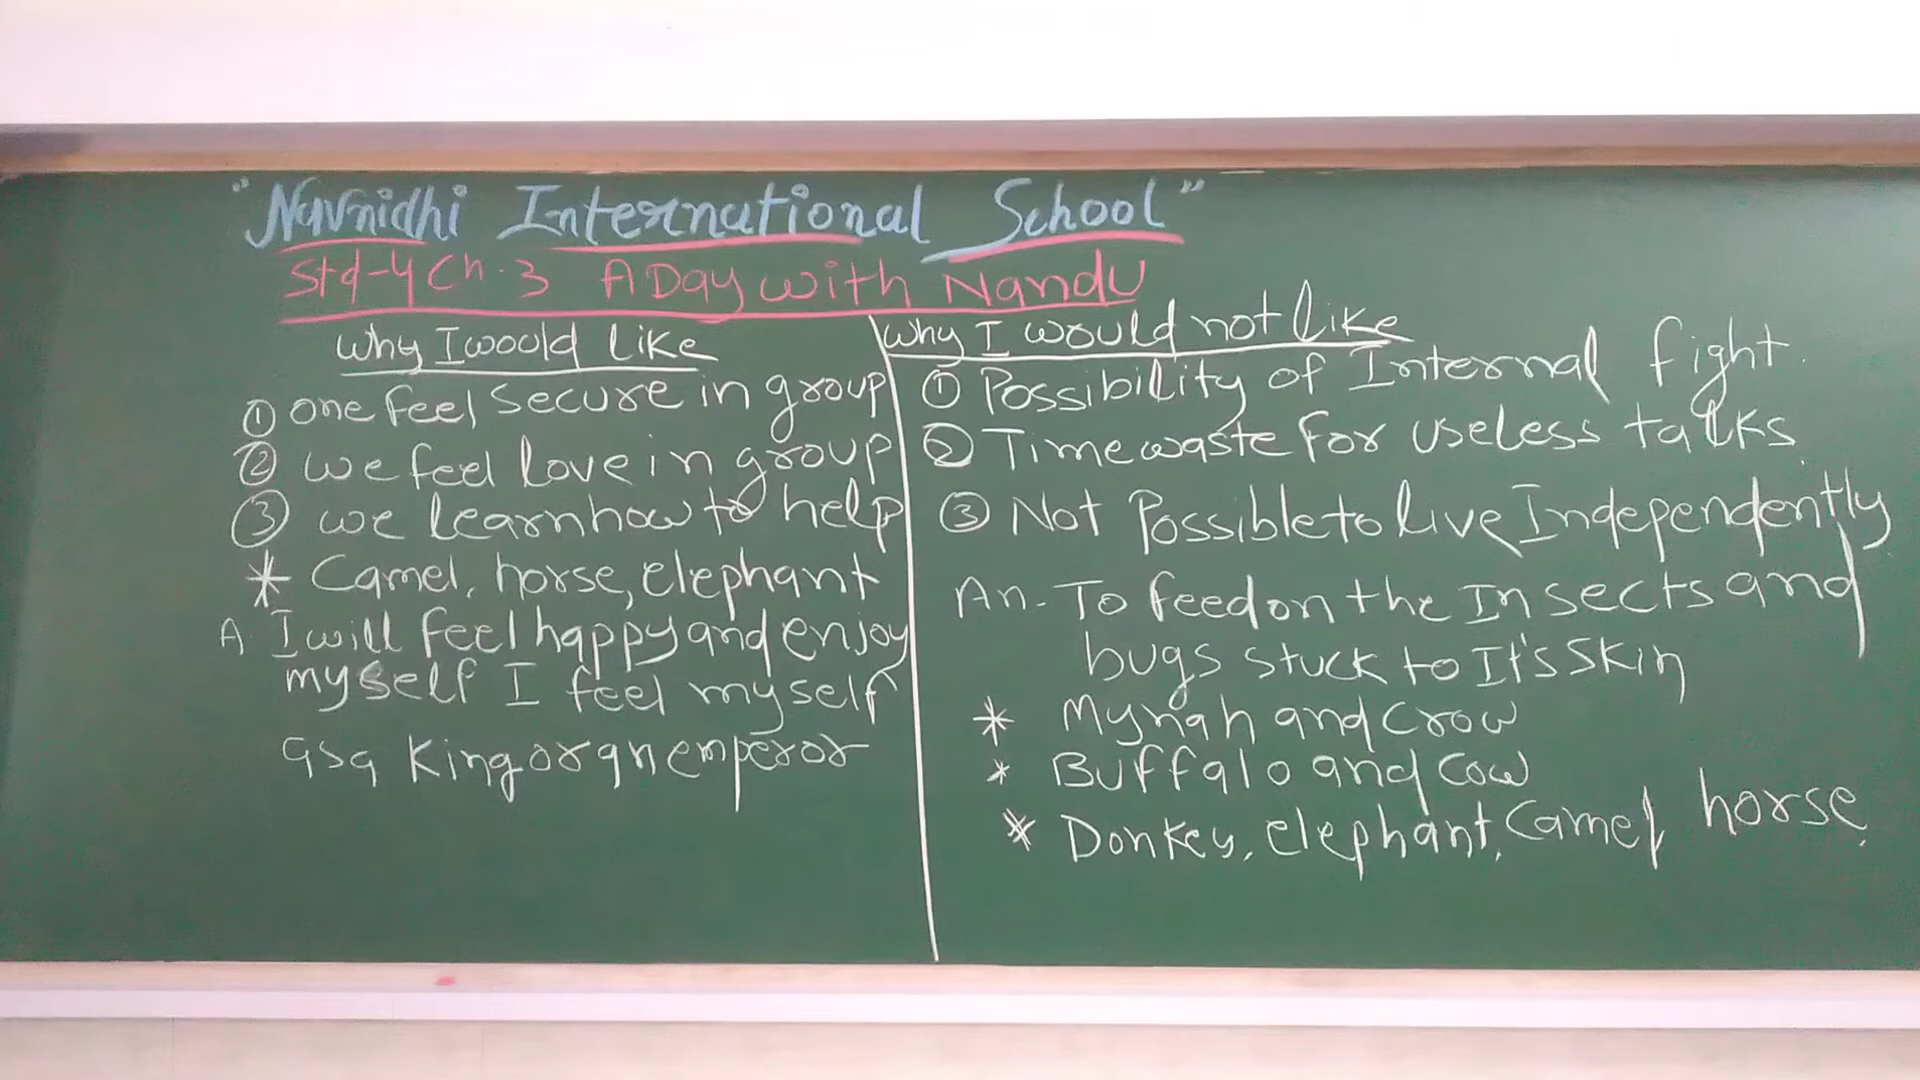 "Navnidhi International School"
Std-4 Ch.3 A Day with Nandu
Why I would like
① one feel secure in group
② we feel love in group
③ we learn how to help
* Camel, horse, elephant
A. I will feel happy and enjoy
myself I feel myself
as a King or an emperor
Why I would not like
① Possibility of Internal fight.
② Time waste for useless talks.
③ Not Possible to live Independently
An. To feed on the Insects and
bugs stuck to It's Skin
* Mynah and crow
* Buffalo and Cow
* Donkey, elephant, Camel, horse.